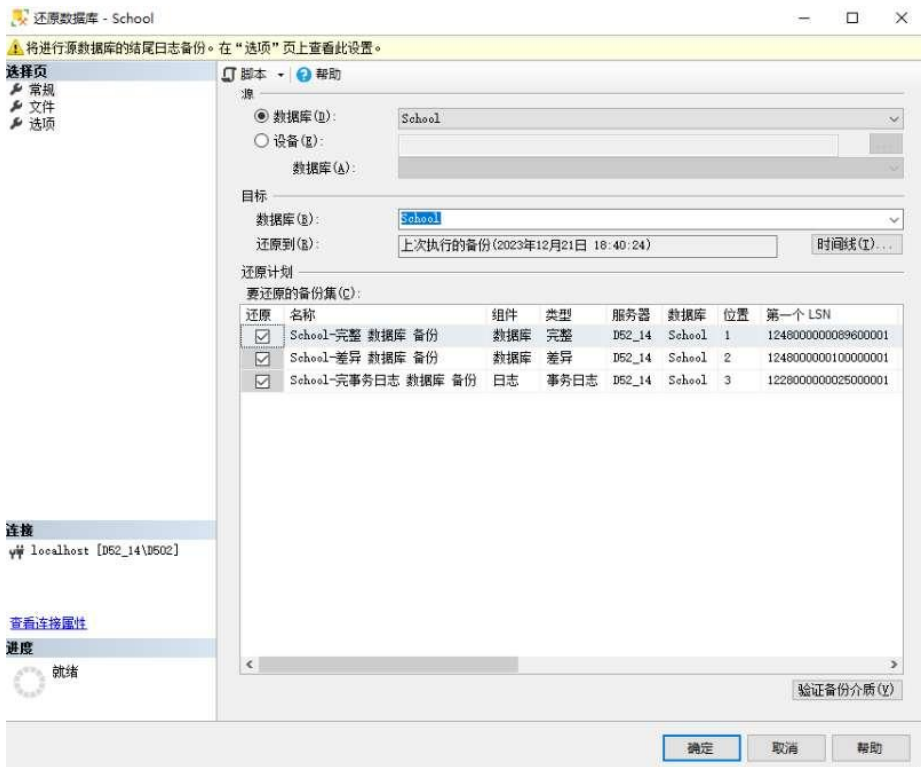 还原数据库 - School
将进行源数据库的结尾日志备份。在“选项”页上查看此设置。
选择页
常规
文件
选项
脚本 帮助
源
数据库(D): School
设备(E):
数据库(A):
目标
数据库(B): School
还原到(R): 上次执行的备份(2023年12月21日 18:40:24) 时间线(T)...
还原计划
要还原的备份集(C):
还原 名称 组件 类型 服务器 数据库 位置 第一个 LSN
School-完整 数据库 备份 数据库 完整 D52_14 School 1 1248000000089600001
School-差异 数据库 备份 数据库 差异 D52_14 School 2 1248000000100000001
School-完事务日志 数据库 备份 日志 事务日志 D52_14 School 3 1228000000025000001
连接
localhost [D52_14\D502]
查看连接属性
进度
就绪
验证备份介质(V)
确定 取消 帮助